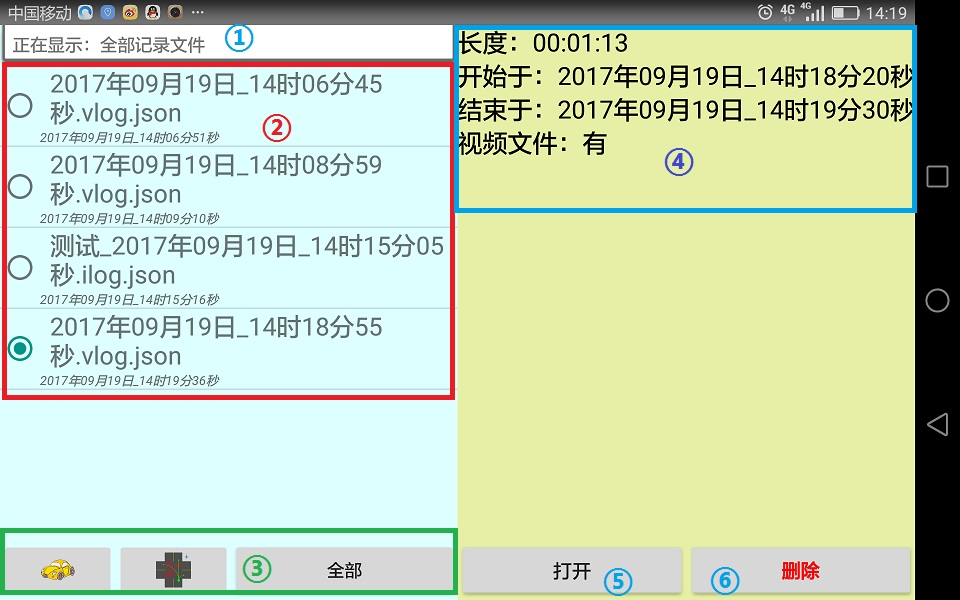 中国移动 ... 4G 4G 14:19
正在显示：全部记录文件 ①
2017年09月19日_14时06分45
秒.vlog.json
2017年09月19日_14时06分51秒
②
2017年09月19日_14时08分59
秒.vlog.json
2017年09月19日_14时09分10秒
测试_2017年09月19日_14时15分05
秒.ilog.json
2017年09月19日_14时15分16秒
2017年09月19日_14时18分55
秒.vlog.json
2017年09月19日_14时19分36秒
③ 全部
长度：00:01:13
开始于：2017年09月19日_14时18分20秒
结束于：2017年09月19日_14时19分30秒
视频文件：有
④
打开 ⑤
⑥ 删除